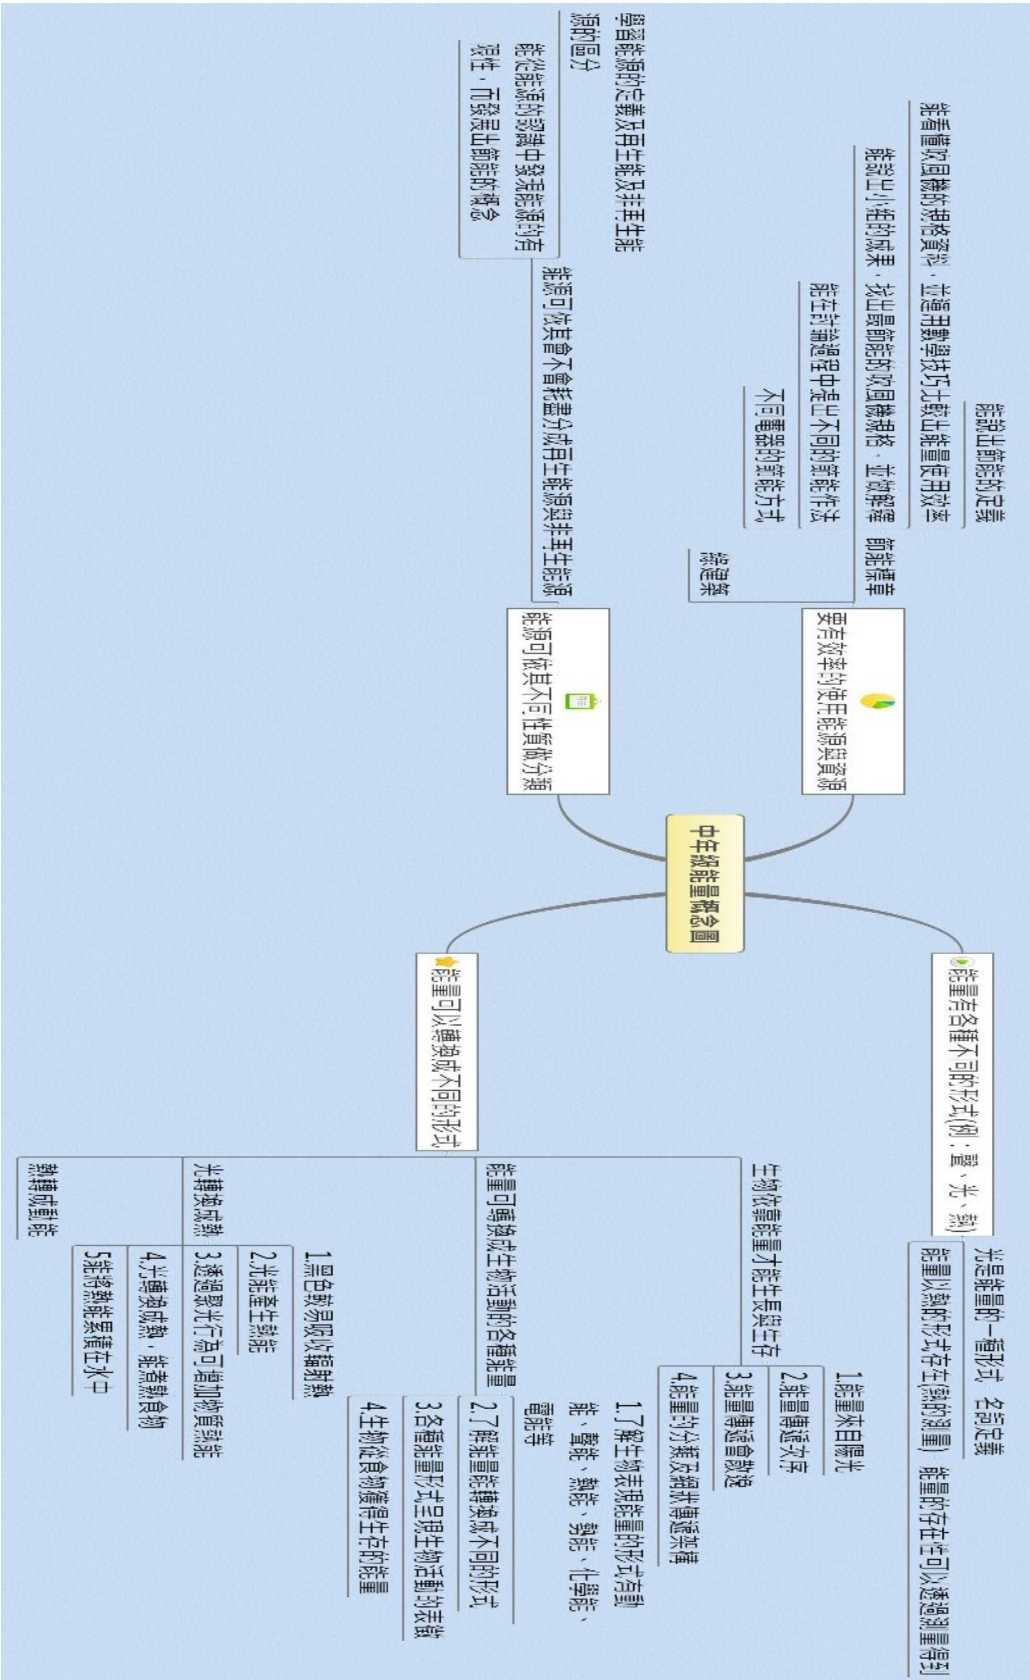 中年級能量概念圖
能量有各種不同的形式(例：聲、光、熱)
光是能量的一種形式
名詞定義
能量以熱的形式存在(熱的測量)
能量的存在性可以透過測量得到
能量可以轉換成不同的形式
生物依靠能量才能生長與生存
1.能量來自陽光
2.能量傳遞次序
3.能量傳遞會散逸
4.能量的分類及網狀傳遞架構
能量可轉換成生物活動的各種能量
1.了解生物表現能量的形式有動
能、聲能、熱能、勢能、化學能、
電能等
2.了解能量能轉換成不同的形式
3.各種能量形式呈現生物活動的表徵
4.生物從食物獲得生存的能量
光轉換成熱
1.黑色較易吸收輻射熱
2.光能產生熱能
3.透過聚光行為可增加物質熱能
4.光轉換成熱，能煮熟食物
5能將熱能累積在水中
熱轉成動能
要有效率的使用能源與資源
節能標章
能說出節能的定義
能看懂吹風機的規格資料，並運用數學技巧比較出能量使用效率
能說出小組的成果，找出最節能的吹風機規格，並做解釋
能在討論過程中提出不同的節能作法
不同電器的節能方式
綠建築
能源可依其不同性質做分類
能源可依其會不會耗盡分成再生能源與非再生能源
學習能源的定義及再生能及非再生能
源的區分
能從能源的認識中發現能源的有
限性，而發展出節能的概念